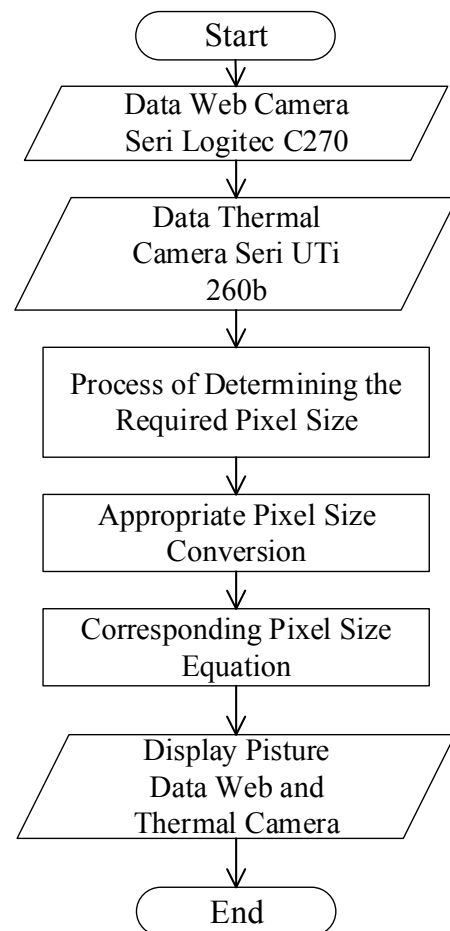 Start
Data Web Camera
Seri Logitec C270
Data Thermal
Camera Seri UTi
260b
Process of Determining the
Required Pixel Size
Appropriate Pixel Size
Conversion
Corresponding Pixel Size
Equation
Display Pisture
Data Web and
Thermal Camera
End